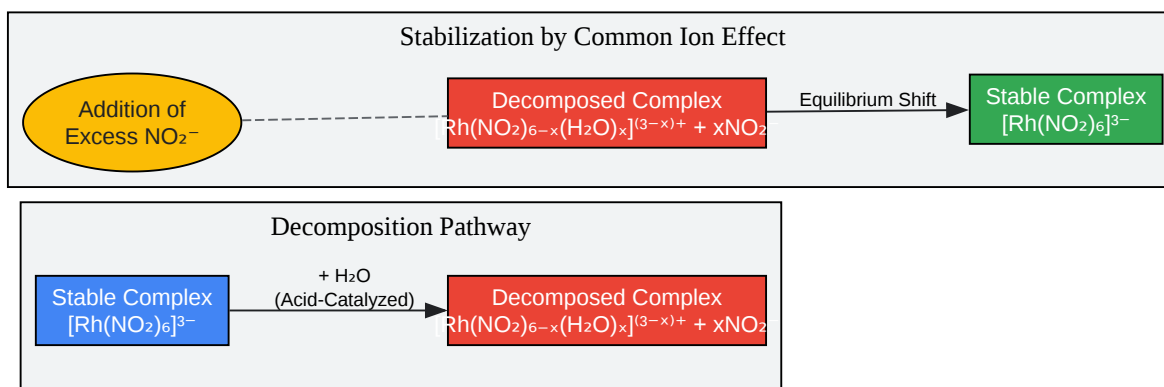 Stabilization by Common Ion Effect
Addition of
Excess NO₂⁻
Decomposed Complex
[Rh(NO₂)₆₋ₓ(H₂O)ₓ]⁽³⁻ˣ⁾⁺ + xNO₂⁻
Equilibrium Shift
Stable Complex
[Rh(NO₂)₆]³⁻
Decomposition Pathway
Stable Complex
[Rh(NO₂)₆]³⁻
+ H₂O
(Acid-Catalyzed)
Decomposed Complex
[Rh(NO₂)₆₋ₓ(H₂O)ₓ]⁽³⁻ˣ⁾⁺ + xNO₂⁻